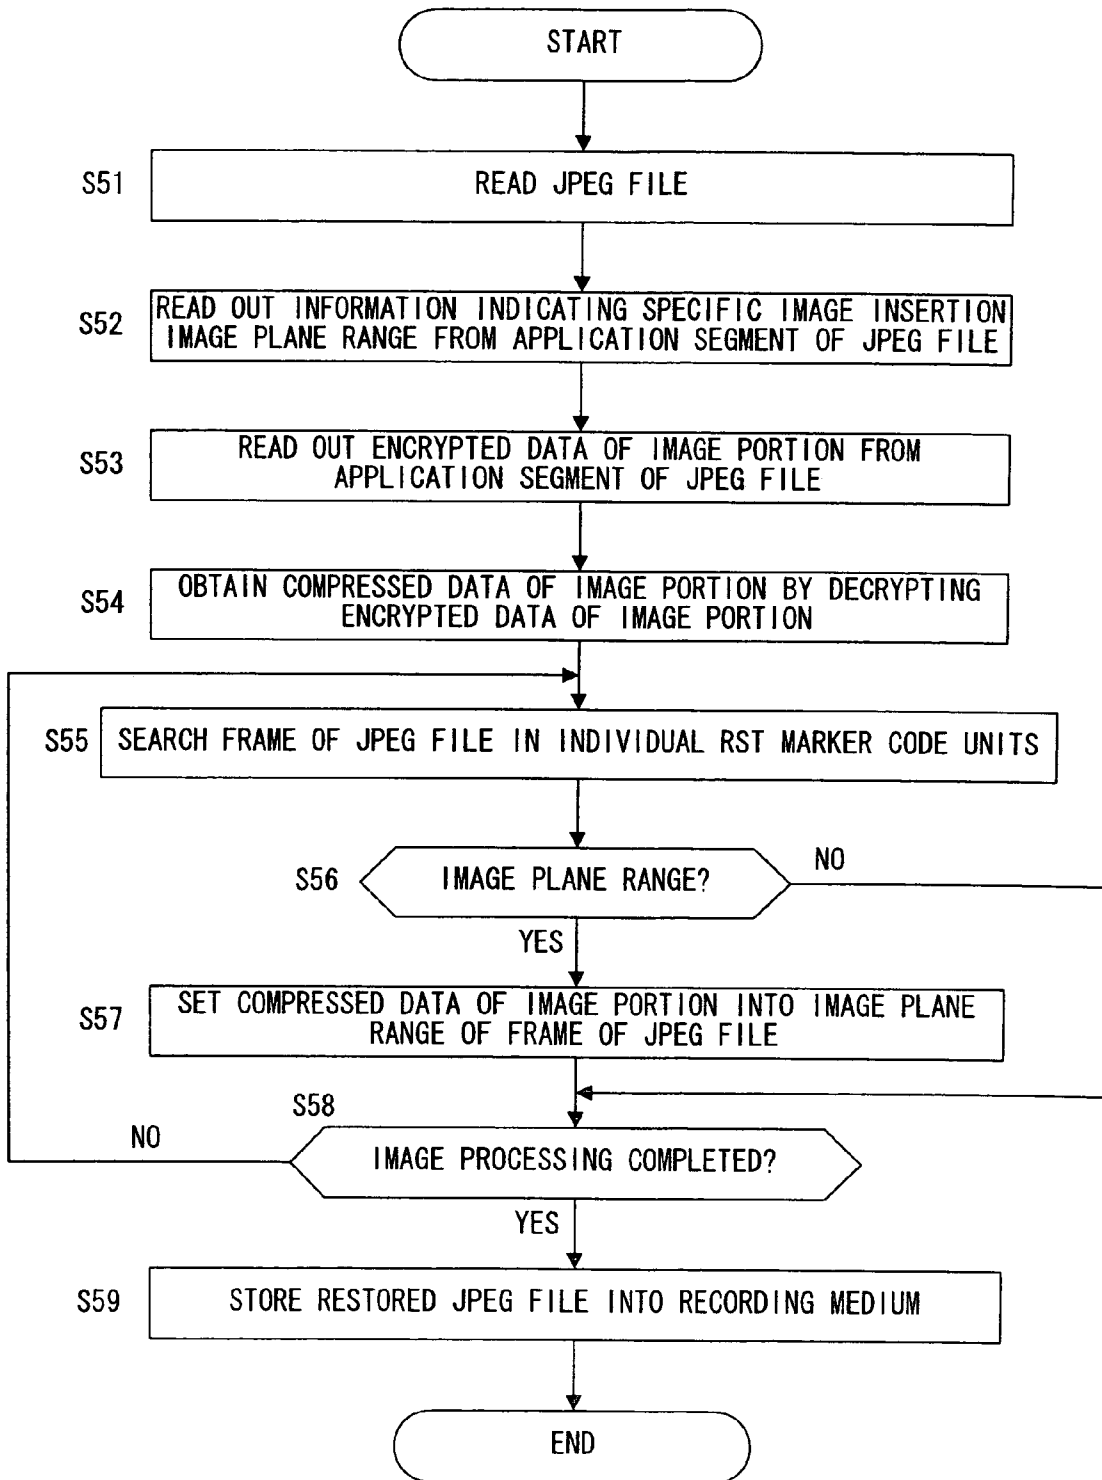 START
S51
READ JPEG FILE
S52
READ OUT INFORMATION INDICATING SPECIFIC IMAGE INSERTION
IMAGE PLANE RANGE FROM APPLICATION SEGMENT OF JPEG FILE
S53
READ OUT ENCRYPTED DATA OF IMAGE PORTION FROM
APPLICATION SEGMENT OF JPEG FILE
S54
OBTAIN COMPRESSED DATA OF IMAGE PORTION BY DECRYPTING
ENCRYPTED DATA OF IMAGE PORTION
S55
SEARCH FRAME OF JPEG FILE IN INDIVIDUAL RST MARKER CODE UNITS
S56
IMAGE PLANE RANGE?
NO
YES
S57
SET COMPRESSED DATA OF IMAGE PORTION INTO IMAGE PLANE
RANGE OF FRAME OF JPEG FILE
S58
NO
IMAGE PROCESSING COMPLETED?
YES
S59
STORE RESTORED JPEG FILE INTO RECORDING MEDIUM
END